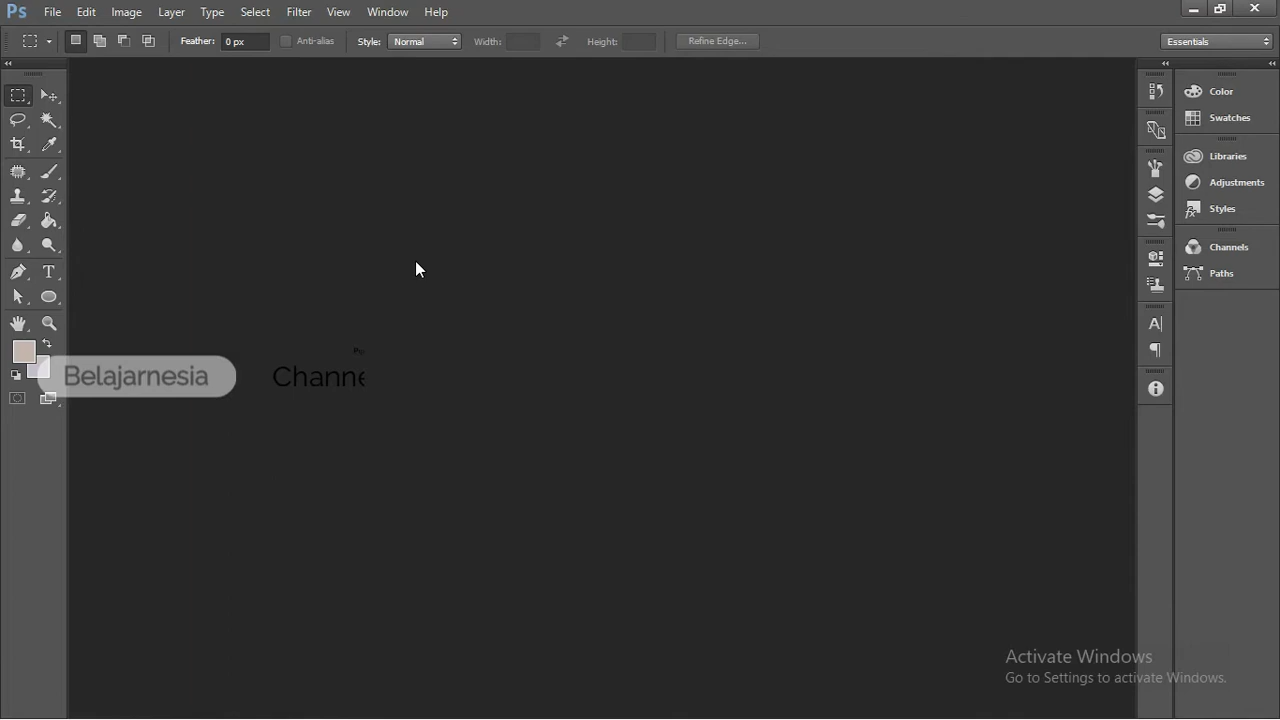 Ps File Edit Image Layer Type Select Filter View Window Help
Feather: 0 px Anti-alias Style: Normal Width: Height: Refine Edge... Essentials
Color
Swatches
Libraries
Adjustments
Styles
Channels
Paths
Belajarnesia Channe
Activate Windows
Go to Settings to activate Windows.